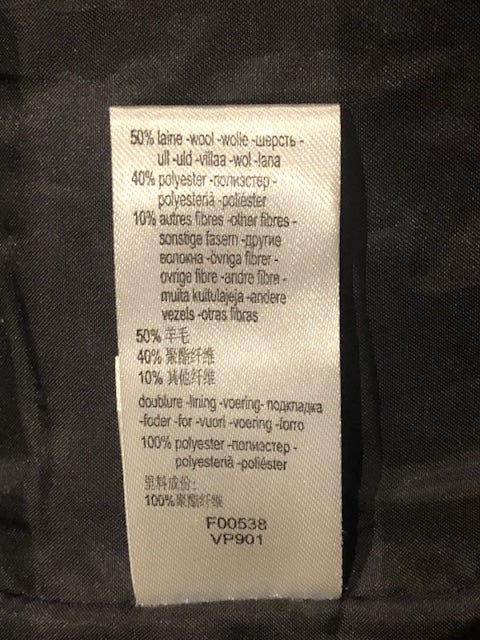 50% laine -wool -wolle -шерсть -
ull -uld -villaa -wol -lana
40% polyester -полиэстер -
polyesteriä -poliéster
10% autres fibres -other fibres -
sonstige fasern -другие
волокна -övriga fibrer -
ovrige fibre -andre fibre -
muita kuitulajeja -andere
vezels -otras fibras
50% 羊毛
40% 聚酯纤维
10% 其他纤维
doublure -lining -voering- подкладка
-foder -for -vuori -voering -forro
100% polyester -полиэстер -
polyesteriä -poliéster
里料成份:
100%聚酯纤维
F00538
VP901